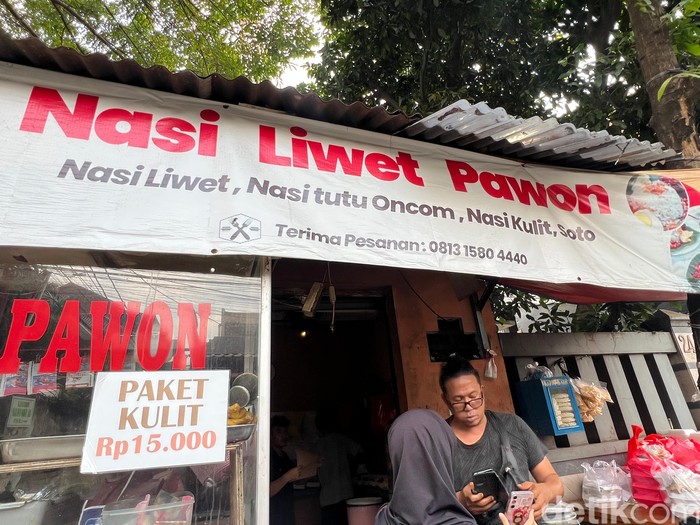 Nasi Liwet Pawon
Nasi Liwet , Nasi tutu Oncom , Nasi Kulit, Soto
Terima Pesanan : 0813 1580 4440
PAWON
PAKET
KULIT
Rp15.000
detikcom